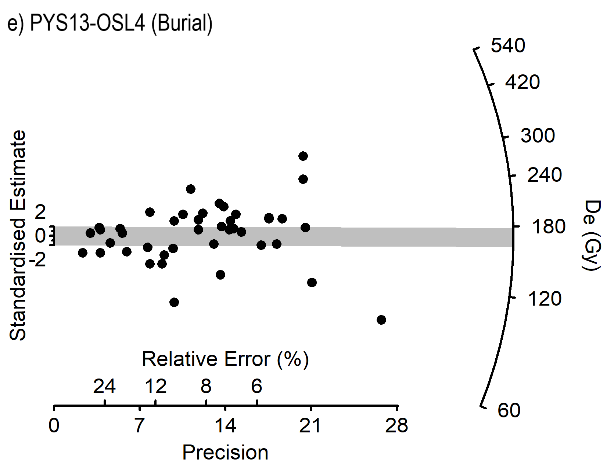 e) PYS13-OSL4 (Burial)
540
420
300
240
180
120
60
De (Gy)
Standardised Estimate
2
0
-2
Relative Error (%)
24 12 8 6
0 7 14 21 28
Precision